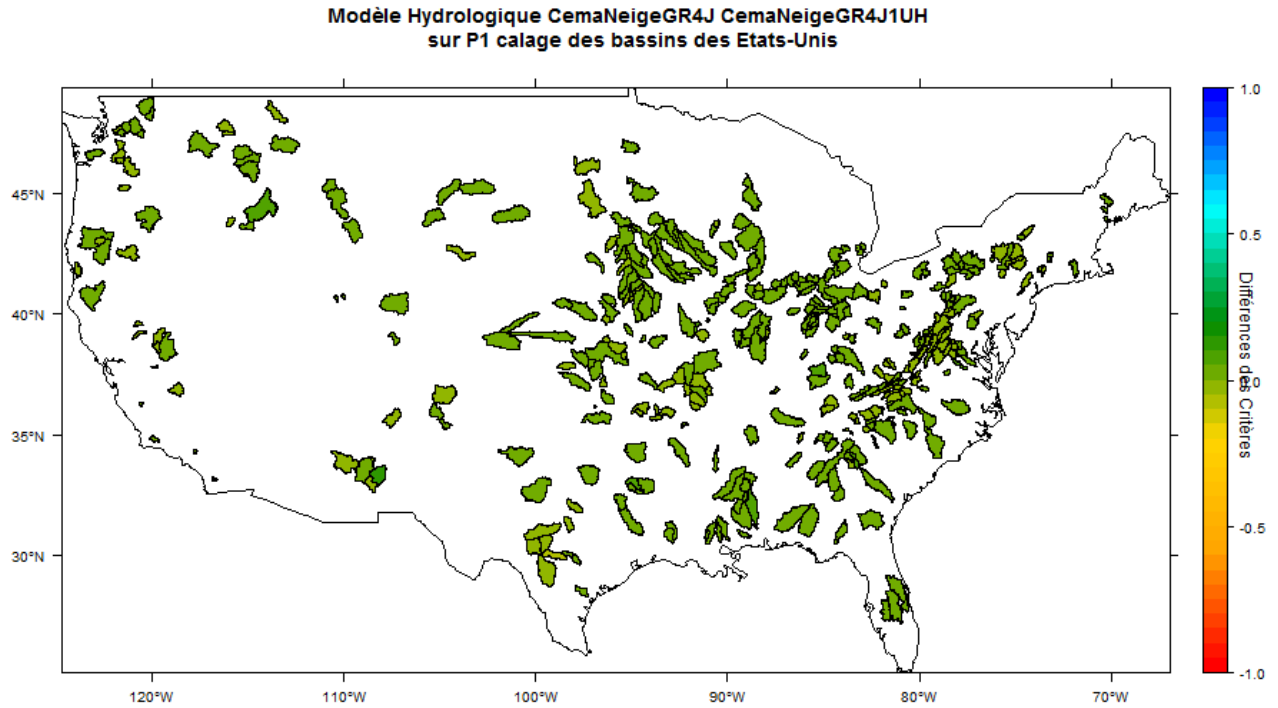 Modèle Hydrologique CemaNeigeGR4J CemaNeigeGR4J1UH
sur P1 calage des bassins des Etats-Unis
1.0
0.5
0.0
-0.5
-1.0
Différences des Critères
45°N
40°N
35°N
30°N
120°W
110°W
100°W
90°W
80°W
70°W